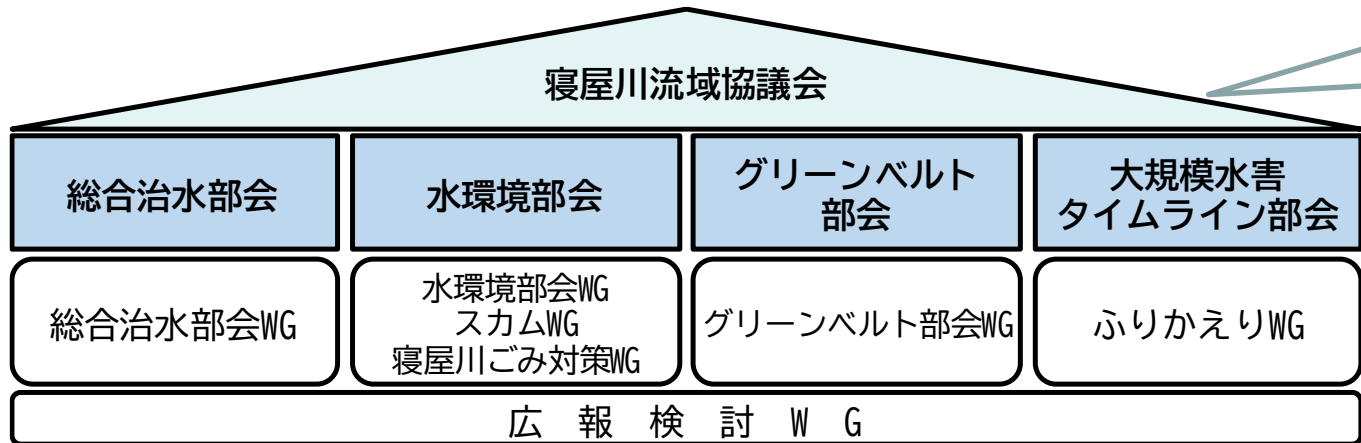 寝屋川流域協議会
総合治水部会
水環境部会
グリーンベルト
部会
大規模水害
タイムライン部会
総合治水部会WG
水環境部会WG
スカムWG
寝屋川ごみ対策WG
グリーンベルト部会WG
ふりかえりWG
広報検討WG